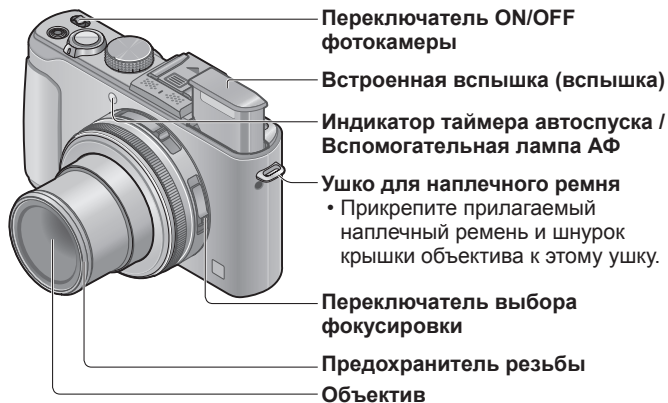 Переключатель ON/OFF
фотокамеры
Встроенная вспышка (вспышка)
Индикатор таймера автоспуска /
Вспомогательная лампа АФ
Ушко для наплечного ремня
• Прикрепите прилагаемый
наплечный ремень и шнурок
крышки объектива к этому ушку.
Переключатель выбора
фокусировки
Предохранитель резьбы
Объектив